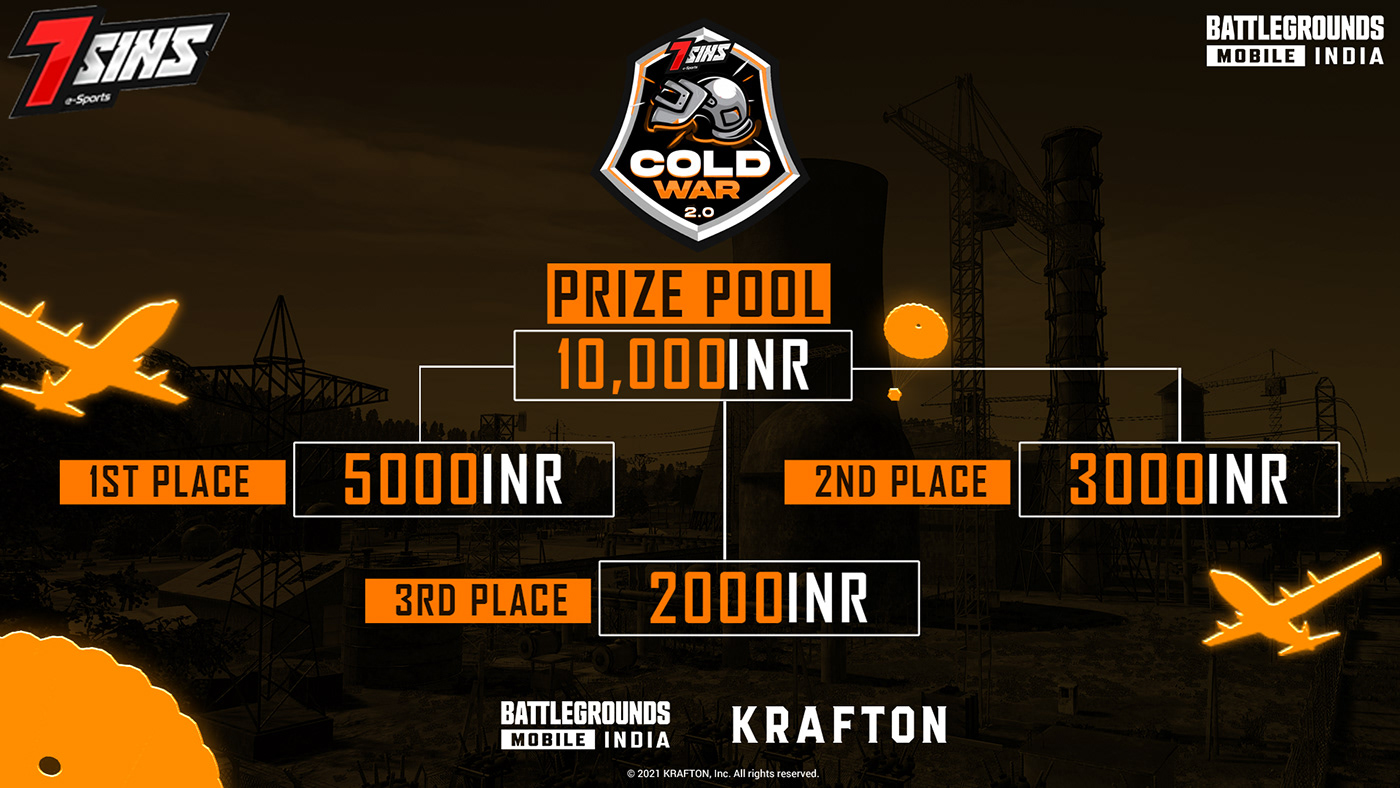 7SINS
e-Sports
BATTLEGROUNDS
MOBILE INDIA
7SINS
e-Sports
COLD
WAR
2.0
PRIZE POOL
10,000INR
1ST PLACE
5000INR
2ND PLACE
3000INR
3RD PLACE
2000INR
BATTLEGROUNDS
MOBILE INDIA
KRAFTON
© 2021 KRAFTON, Inc. All rights reserved.